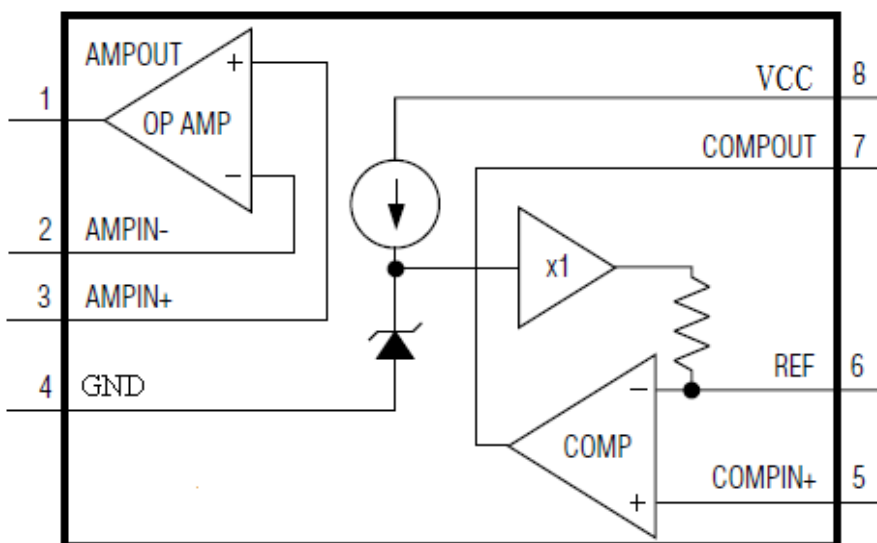 AMPOUT
1
OP AMP
+
−
2
AMPIN-
3
AMPIN+
4
GND
VCC
8
COMPOUT
7
x1
REF
6
−
COMP
+
COMPIN+
5